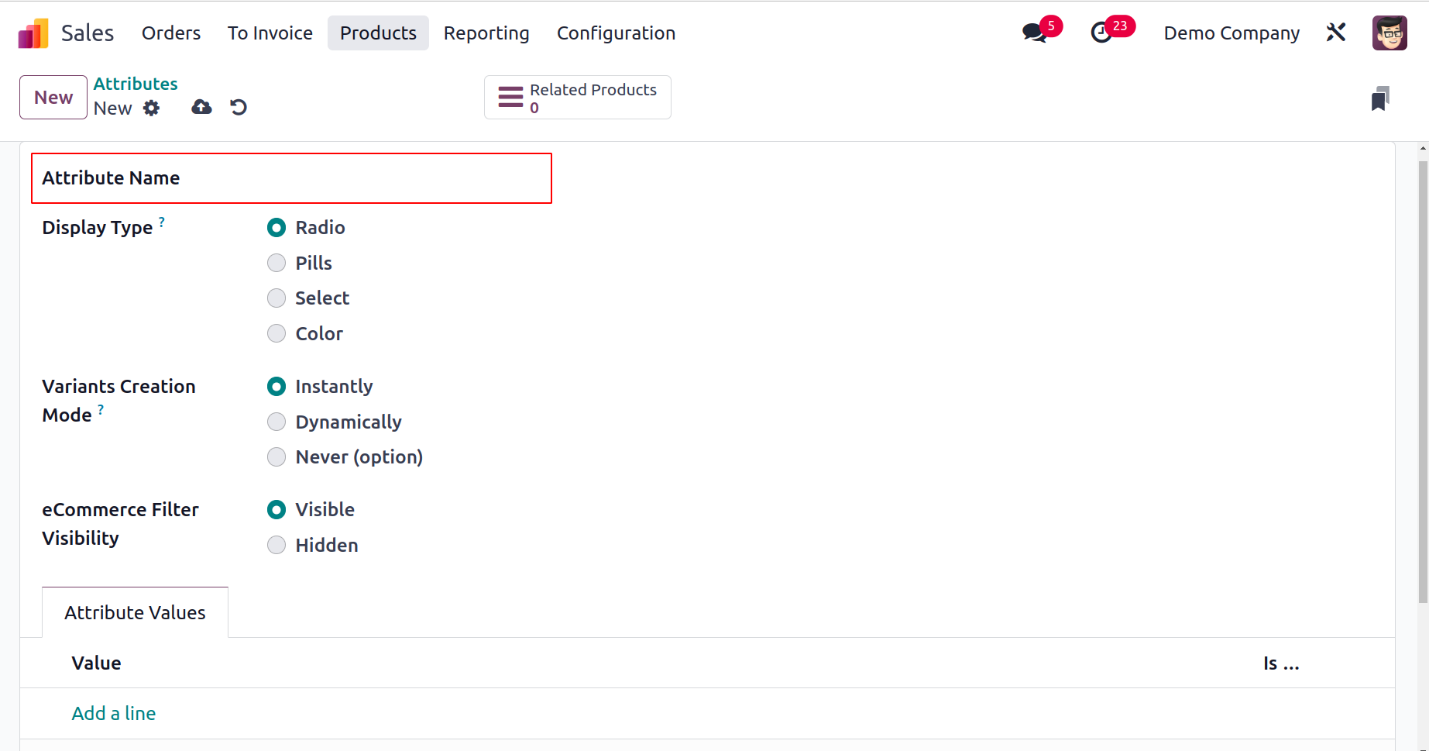 Sales Orders To Invoice Products Reporting Configuration 5 23 Demo Company
New Attributes
New
Related Products
0
Attribute Name
Display Type ?
Radio
Pills
Select
Color
Variants Creation
Mode ?
Instantly
Dynamically
Never (option)
eCommerce Filter
Visibility
Visible
Hidden
Attribute Values
Value Is ...
Add a line